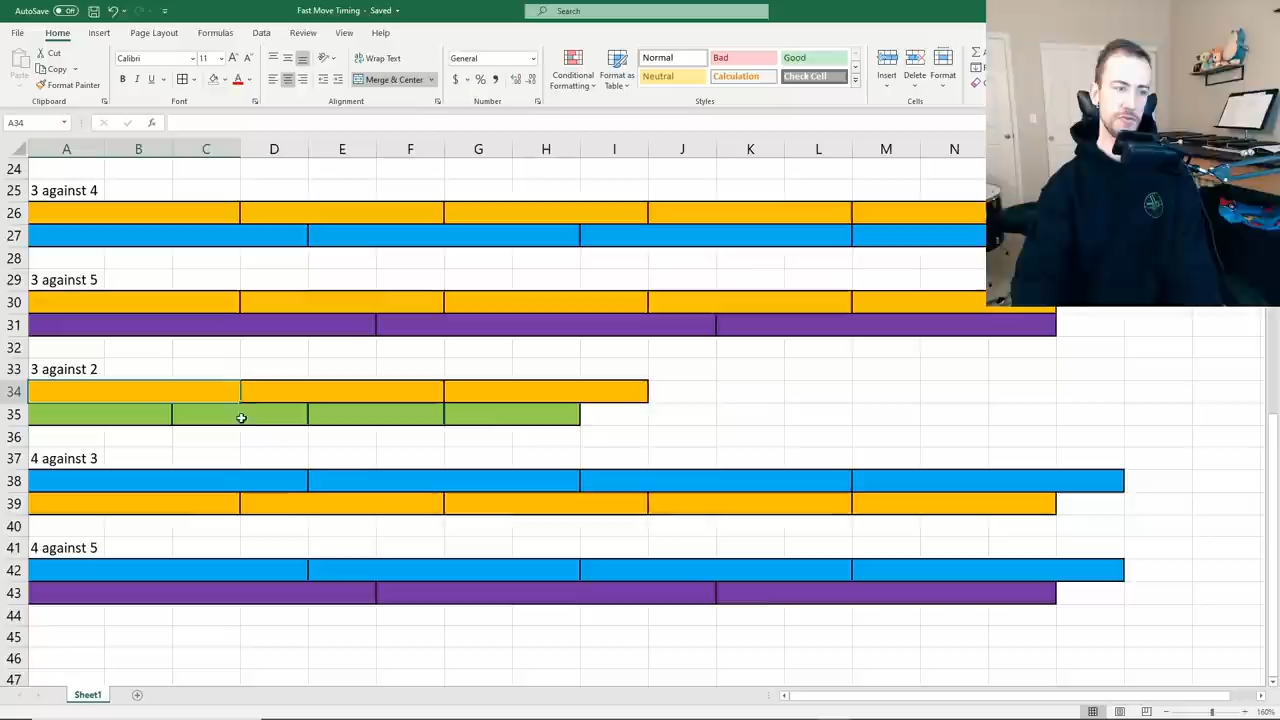 AutoSave Off Fast Move Timing - Saved Search
File Home Insert Page Layout Formulas Data Review View Help
Paste Cut Copy Format Painter Clipboard
Calibri 11 B I U A A A Font
Wrap Text Merge & Center Alignment
General $ % , Number
Conditional Formatting Format as Table Normal Bad Good Neutral Calculation Check Cell Styles
Insert Delete Format Cells
A34 fx
A B C D E F G H I J K L M N
24
25 3 against 4
26
27
28
29 3 against 5
30
31
32
33 3 against 2
34
35
36
37 4 against 3
38
39
40
41 4 against 5
42
43
44
45
46
47
Sheet1
160%